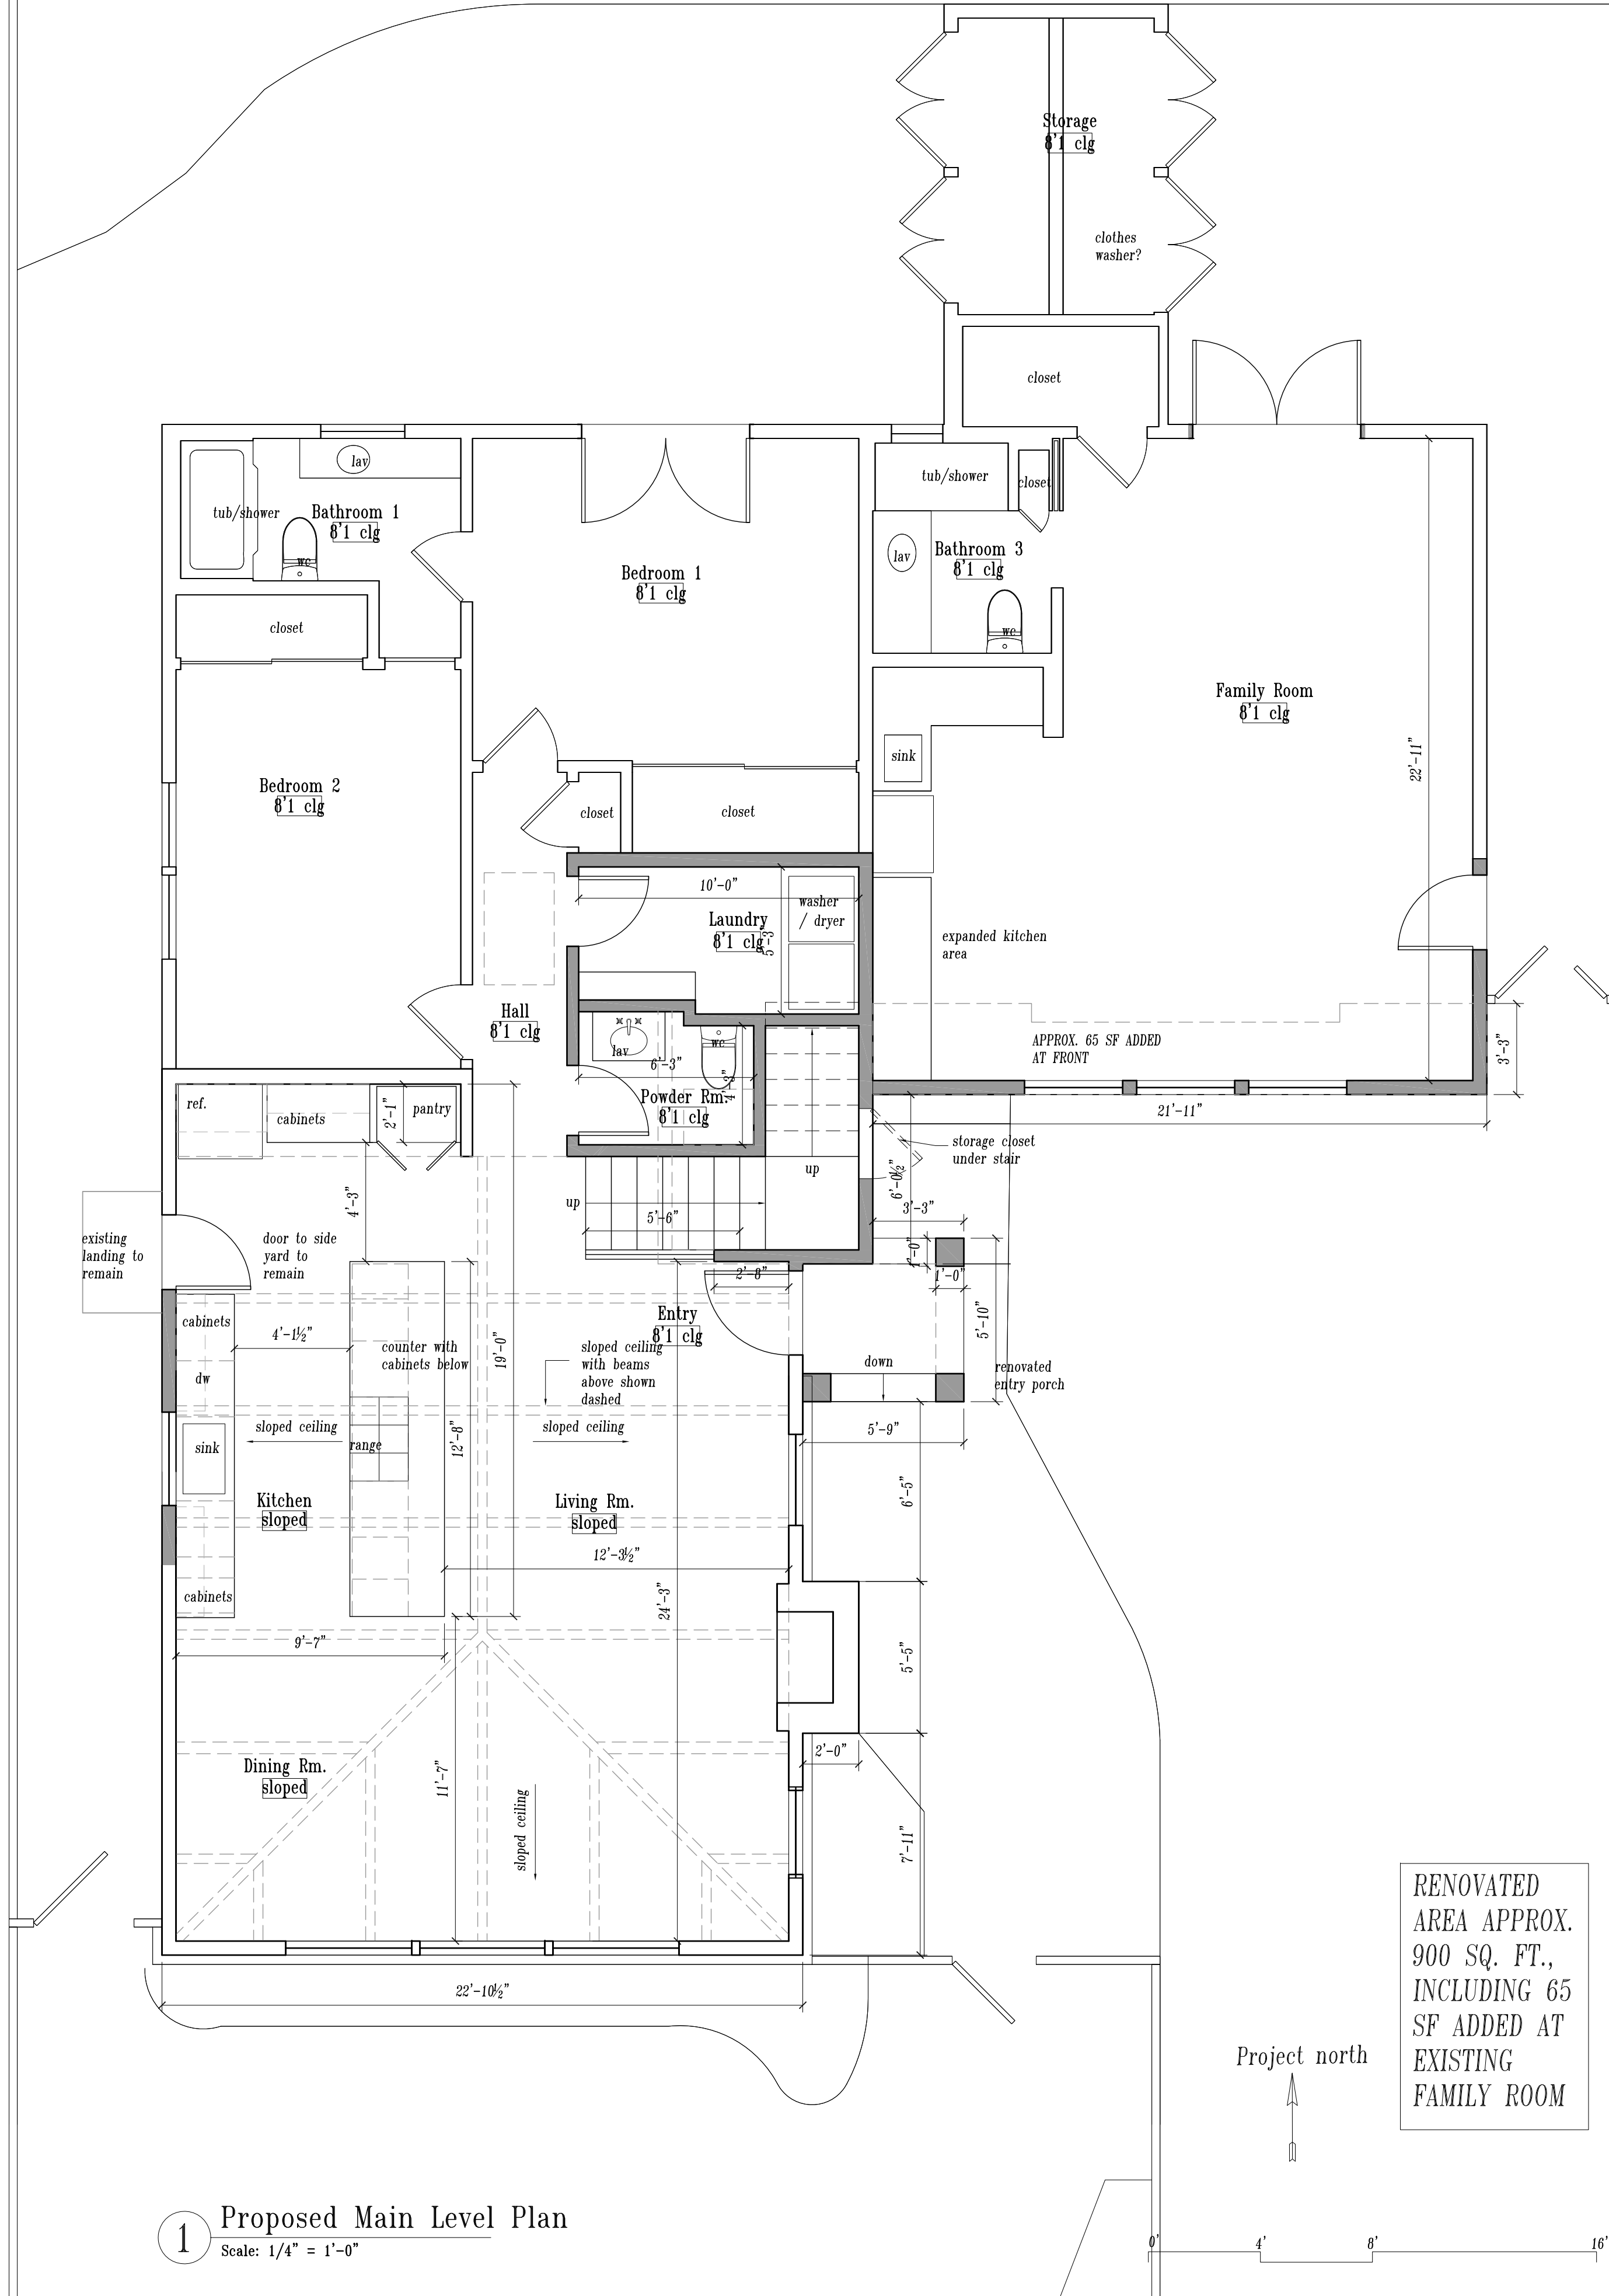 Storage
8'1 clg
clothes
washer?
closet
lav
tub/shower
Bathroom 1
8'1 clg
wc
closet
Bedroom 1
8'1 clg
tub/shower
closet
lav
Bathroom 3
8'1 clg
wc
Family Room
8'1 clg
22'-11"
sink
Bedroom 2
8'1 clg
closet
closet
10'-0"
washer
/ dryer
Laundry
8'1 clg
5'-3"
expanded kitchen
area
Hall
8'1 clg
lav
wc
6'-3"
4'-3"
Powder Rm.
8'1 clg
APPROX. 65 SF ADDED
AT FRONT
3'-3"
21'-11"
ref.
cabinets
2'-1"
pantry
storage closet
under stair
up
up
5'-6"
6'-0½"
3'-3"
4'-3"
existing
landing to
remain
door to side
yard to
remain
1'-0"
1'-0"
2'-8"
5'-10"
Entry
8'1 clg
cabinets
4'-1½"
counter with
cabinets below
19'-0"
sloped ceiling
with beams
above shown
dashed
down
renovated
entry porch
dw
sloped ceiling
sloped ceiling
5'-9"
sink
range
12'-8"
Kitchen
sloped
Living Rm.
sloped
6'-5"
12'-3½"
cabinets
24'-3"
9'-7"
5'-5"
2'-0"
Dining Rm.
sloped
11'-7"
sloped ceiling
7'-11"
22'-10½"
RENOVATED
AREA APPROX.
900 SQ. FT.,
INCLUDING 65
SF ADDED AT
EXISTING
FAMILY ROOM
Project north
1
Proposed Main Level Plan
Scale: 1/4" = 1'-0"
0'
4'
8'
16'